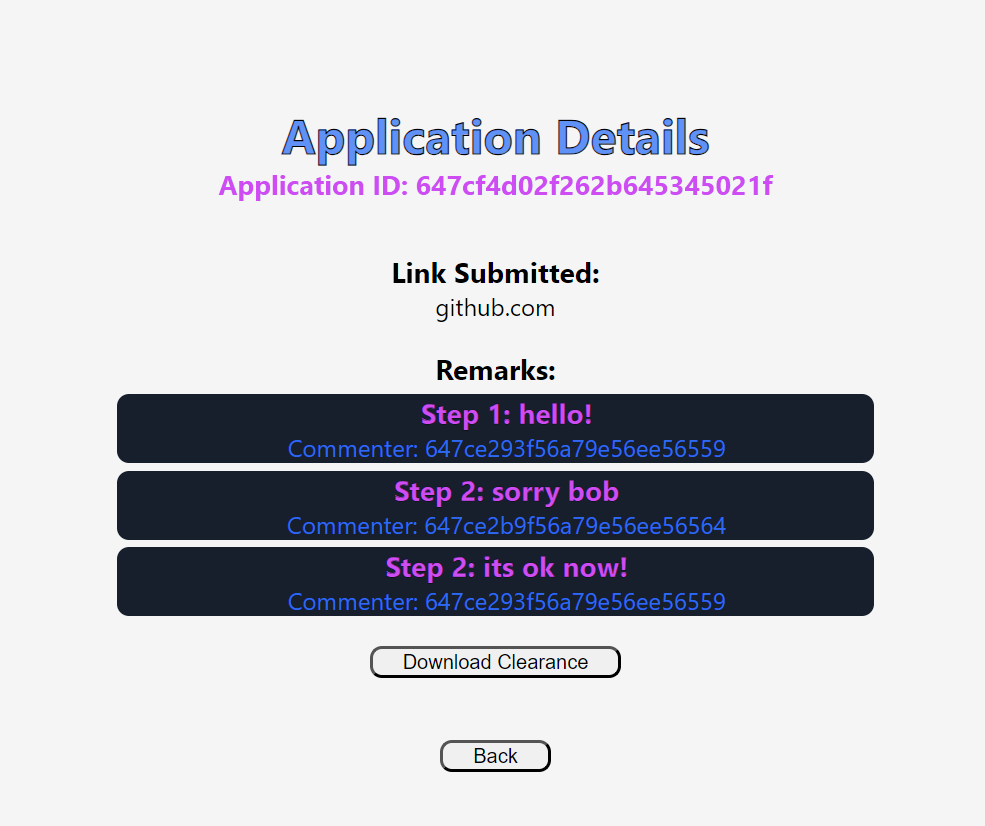 Application Details
Application ID: 647cf4d02f262b645345021f
Link Submitted:
github.com
Remarks:
Step 1: hello!
Commenter: 647ce293f56a79e56ee56559
Step 2: sorry bob
Commenter: 647ce2b9f56a79e56ee56564
Step 2: its ok now!
Commenter: 647ce293f56a79e56ee56559
Download Clearance
Back